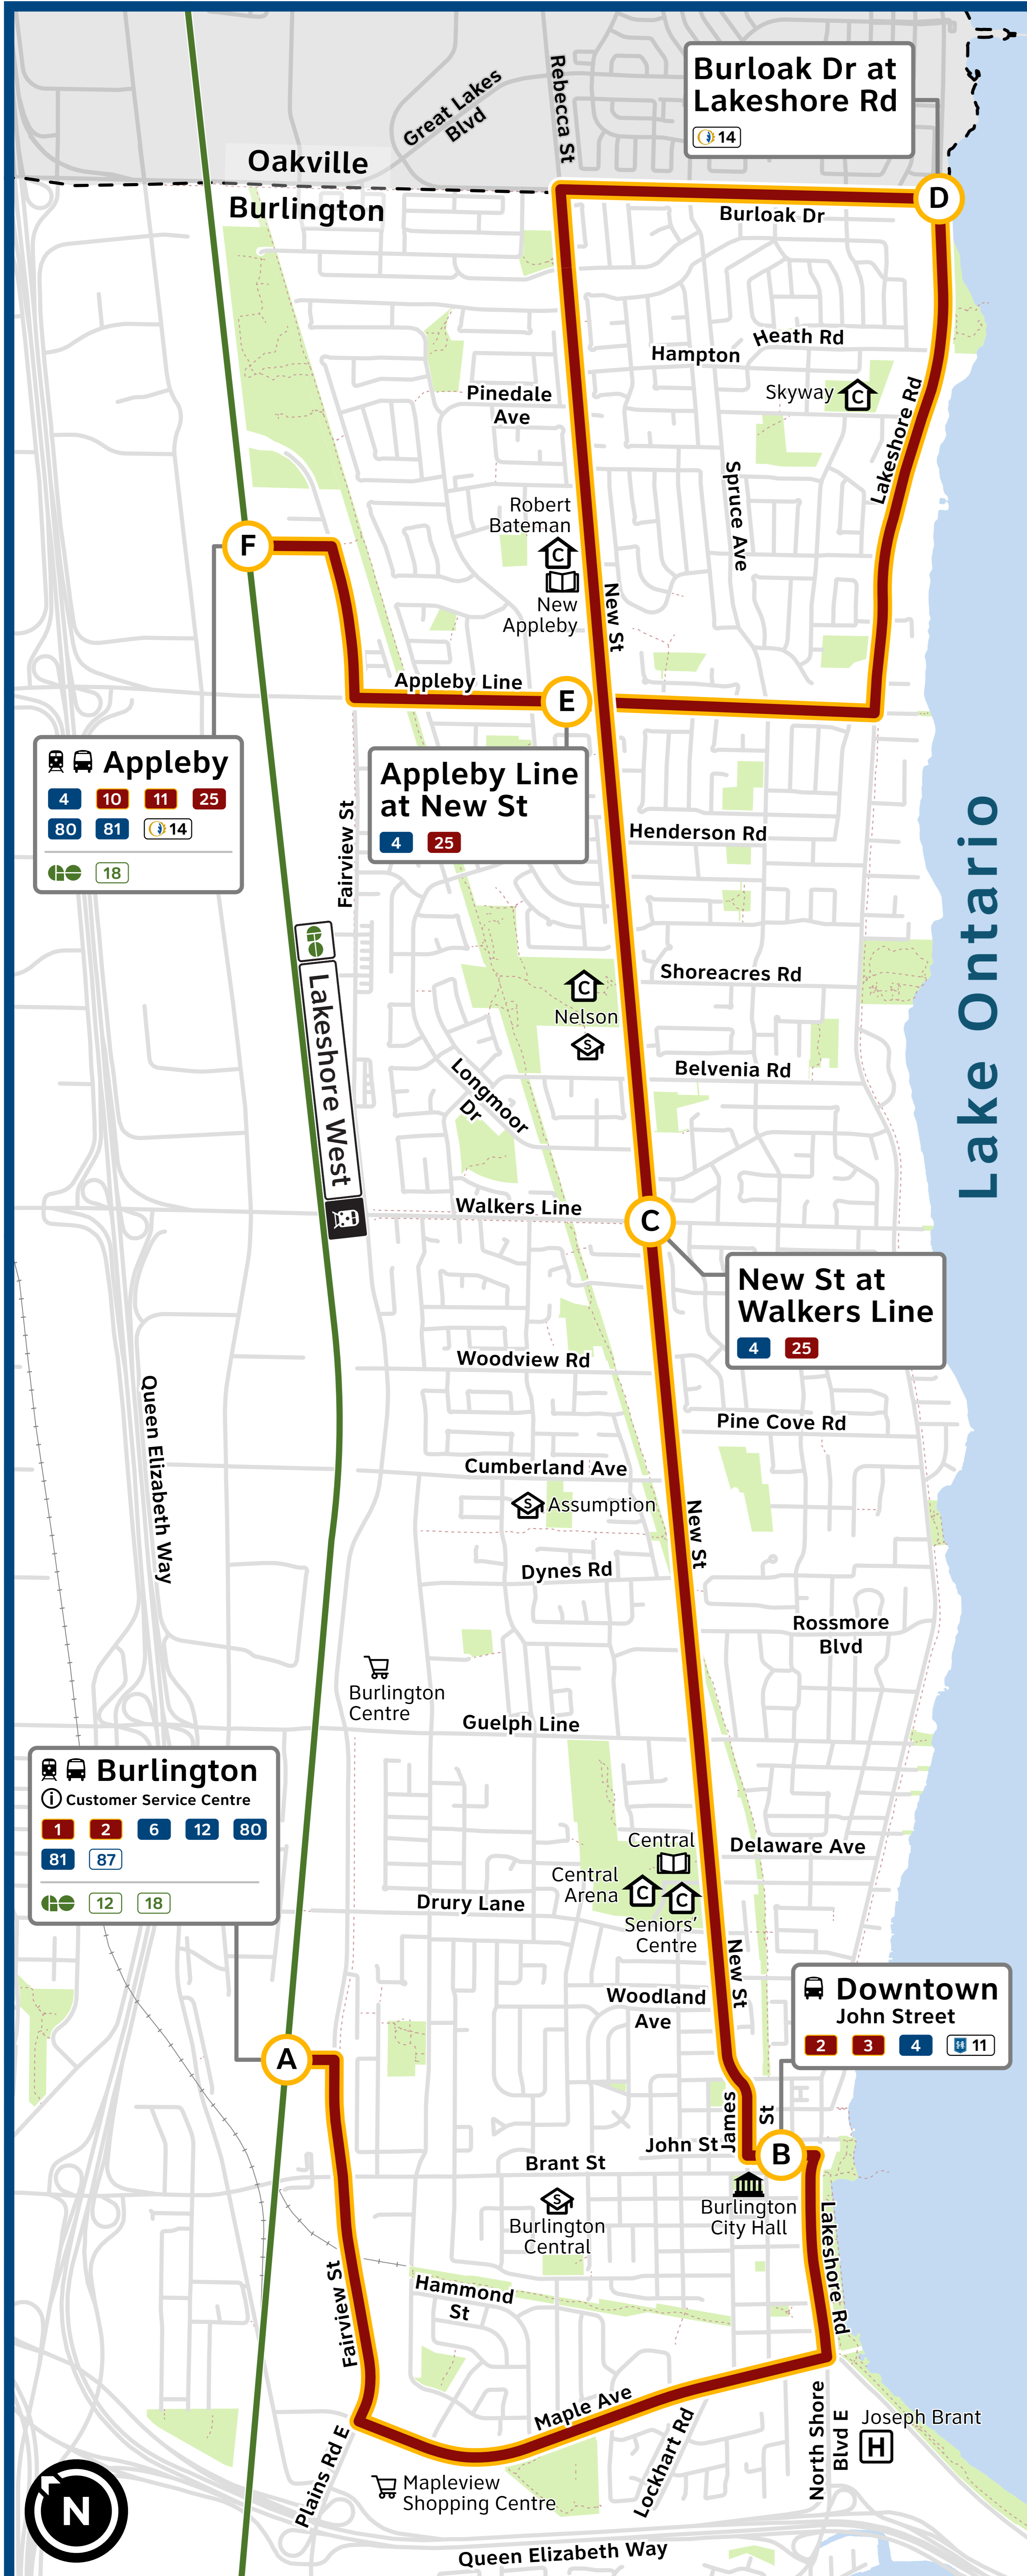 Burloak Dr at
Lakeshore Rd
14
Great Lakes
Blvd
Rebecca St
Oakville
Burlington
D
Burloak Dr
Heath Rd
Hampton
Skyway
C
Pinedale
Ave
Lakeshore Rd
Spruce Ave
Robert
Bateman
C
New
Appleby
New St
F
Appleby Line
E
Appleby
4 10 11 25
80 81 14
18
Appleby Line
at New St
4 25
Fairview St
Henderson Rd
Lake Ontario
Lakeshore West
Shoreacres Rd
C
Nelson
S
Belvenia Rd
Longmoor
Dr
Walkers Line
C
New St at
Walkers Line
4 25
Woodview Rd
Queen Elizabeth Way
Pine Cove Rd
Cumberland Ave
S
Assumption
New St
Dynes Rd
Rossmore
Blvd
Burlington
Centre
Guelph Line
Burlington
i Customer Service Centre
1 2 6 12 80
81 87
12 18
Central
Delaware Ave
Central
Arena
C
C
Seniors'
Centre
Drury Lane
New St
Woodland
Ave
Downtown
John Street
2 3 4 11
A
James
St
John St
B
Brant St
S
Burlington
Central
Burlington
City Hall
Lakeshore Rd
Fairview St
Hammond
St
Maple Ave
Lockhart Rd
North Shore
Blvd E
Joseph Brant
H
Plains Rd E
Mapleview
Shopping Centre
N
Queen Elizabeth Way